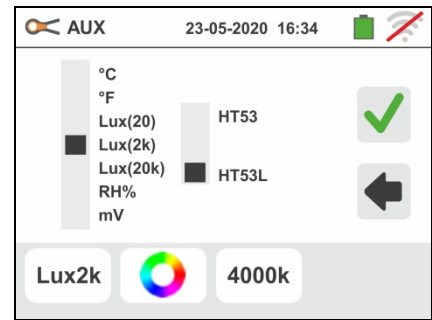 AUX 23-05-2020 16:34
°C
°F
Lux(20)
Lux(2k)
Lux(20k)
RH%
mV
HT53
HT53L
Lux2k 4000k